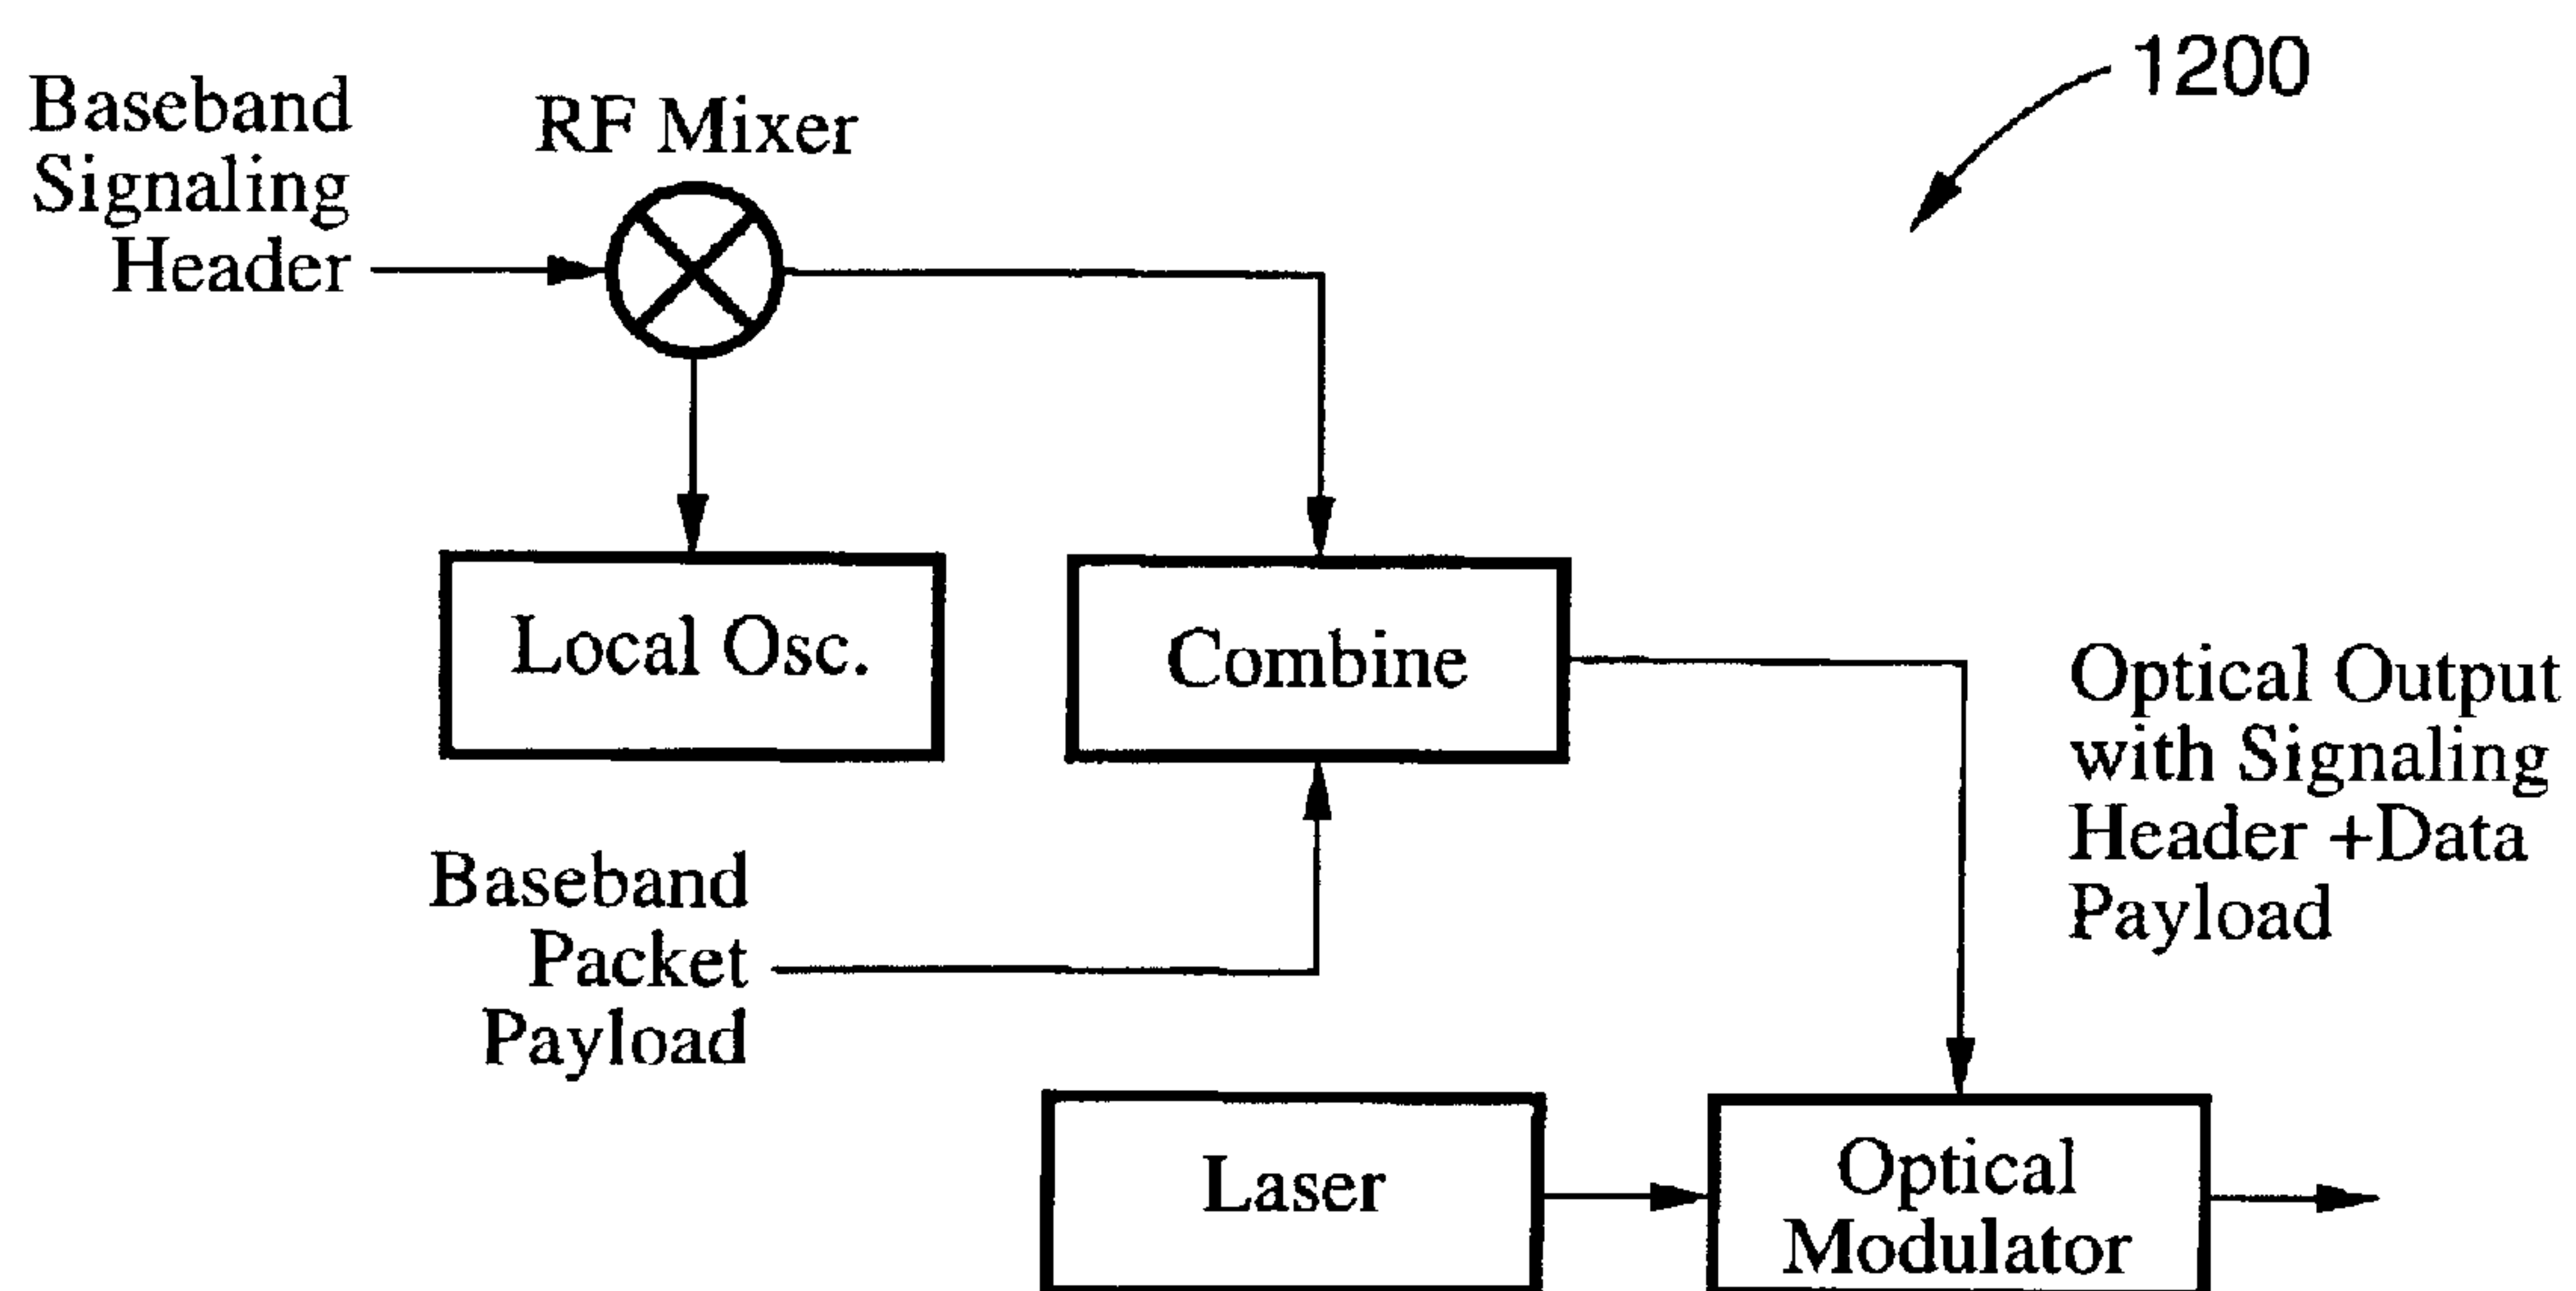 1200
Baseband
Signaling
Header
RF Mixer
Local Osc.
Combine
Optical Output
with Signaling
Header +Data
Payload
Baseband
Packet
Payload
Laser
Optical
Modulator